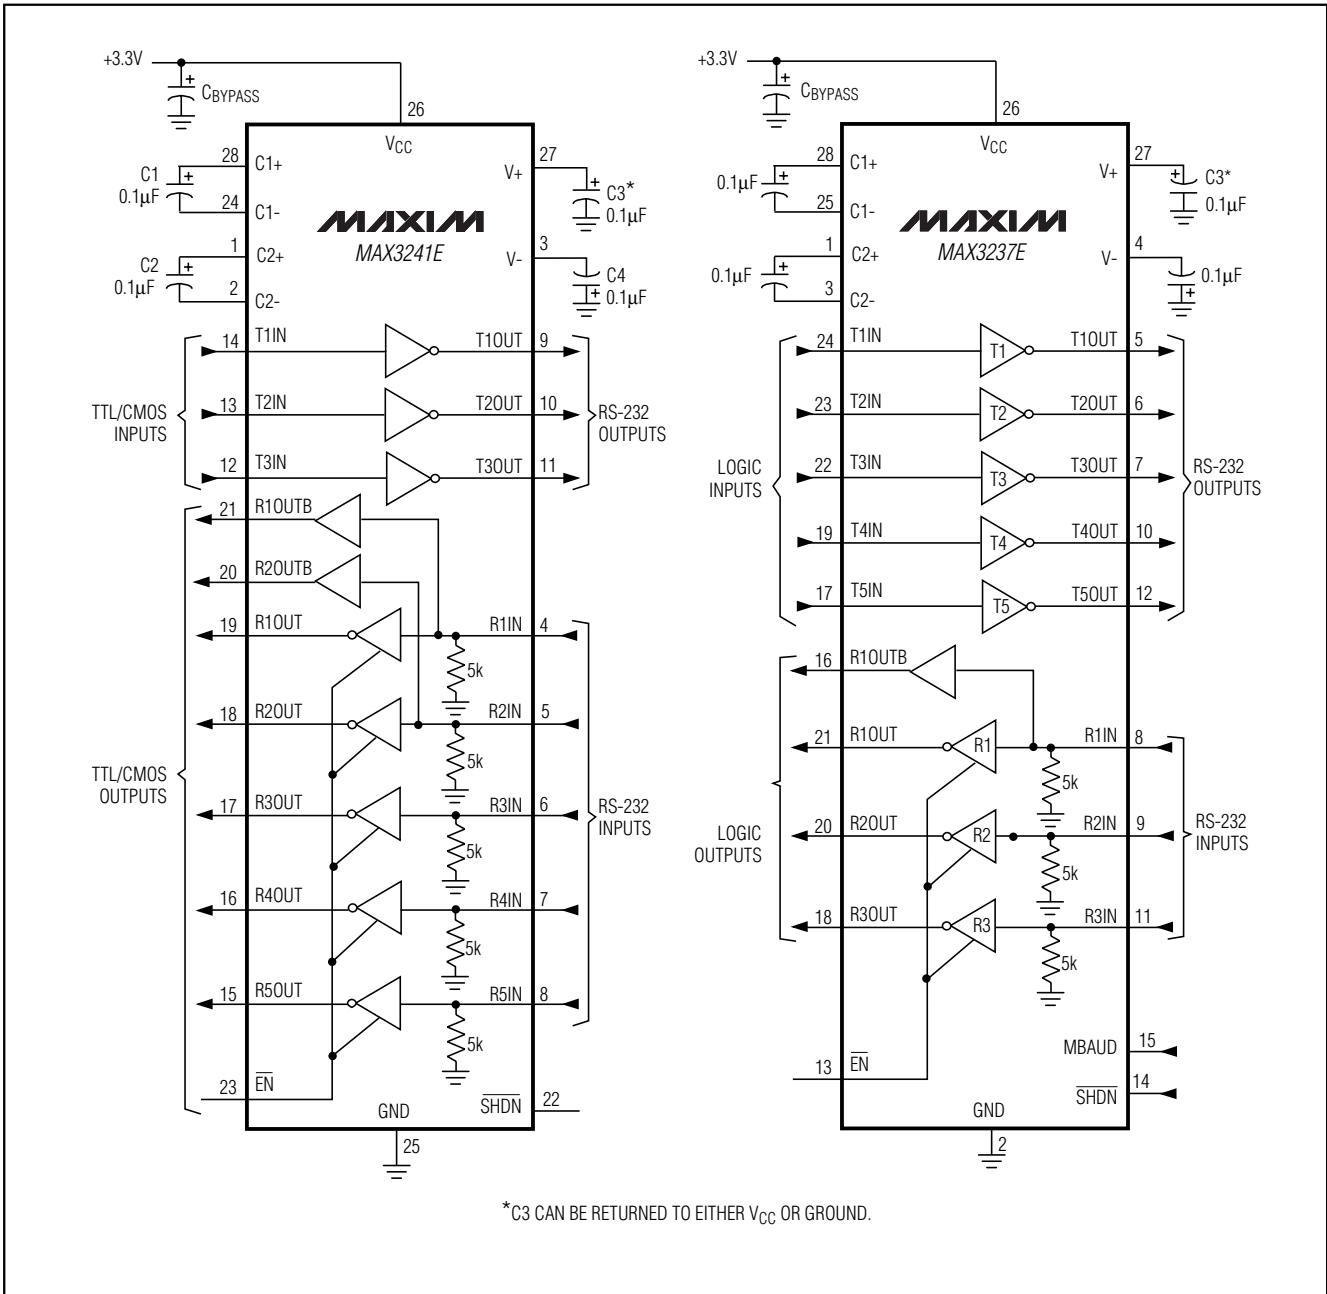 +3.3V
CBYPASS
26
VCC
28
C1+
C1
0.1µF
24
C1-
27
V+
C3*
0.1µF
MAXIM
MAX3241E
1
C2+
C2
0.1µF
2
C2-
3
V-
C4
0.1µF
14
T1IN
T1OUT
9
TTL/CMOS
INPUTS
13
T2IN
T2OUT
10
RS-232
OUTPUTS
12
T3IN
T3OUT
11
21
R1OUTB
20
R2OUTB
19
R1OUT
R1IN
4
5k
18
R2OUT
R2IN
5
5k
TTL/CMOS
OUTPUTS
17
R3OUT
R3IN
6
RS-232
INPUTS
5k
16
R4OUT
R4IN
7
5k
15
R5OUT
R5IN
8
5k
23
EN
SHDN
22
GND
25
+3.3V
CBYPASS
26
VCC
28
C1+
0.1µF
25
C1-
27
V+
C3*
0.1µF
MAXIM
MAX3237E
1
C2+
0.1µF
3
C2-
4
V-
0.1µF
24
T1IN
T1
T1OUT
5
23
T2IN
T2
T2OUT
6
LOGIC
INPUTS
22
T3IN
T3
T3OUT
7
RS-232
OUTPUTS
19
T4IN
T4
T4OUT
10
17
T5IN
T5
T5OUT
12
16
R1OUTB
21
R1OUT
R1
R1IN
8
5k
LOGIC
OUTPUTS
20
R2OUT
R2
R2IN
9
RS-232
INPUTS
5k
18
R3OUT
R3
R3IN
11
5k
MBAUD
15
13
EN
SHDN
14
GND
2
*C3 CAN BE RETURNED TO EITHER VCC OR GROUND.